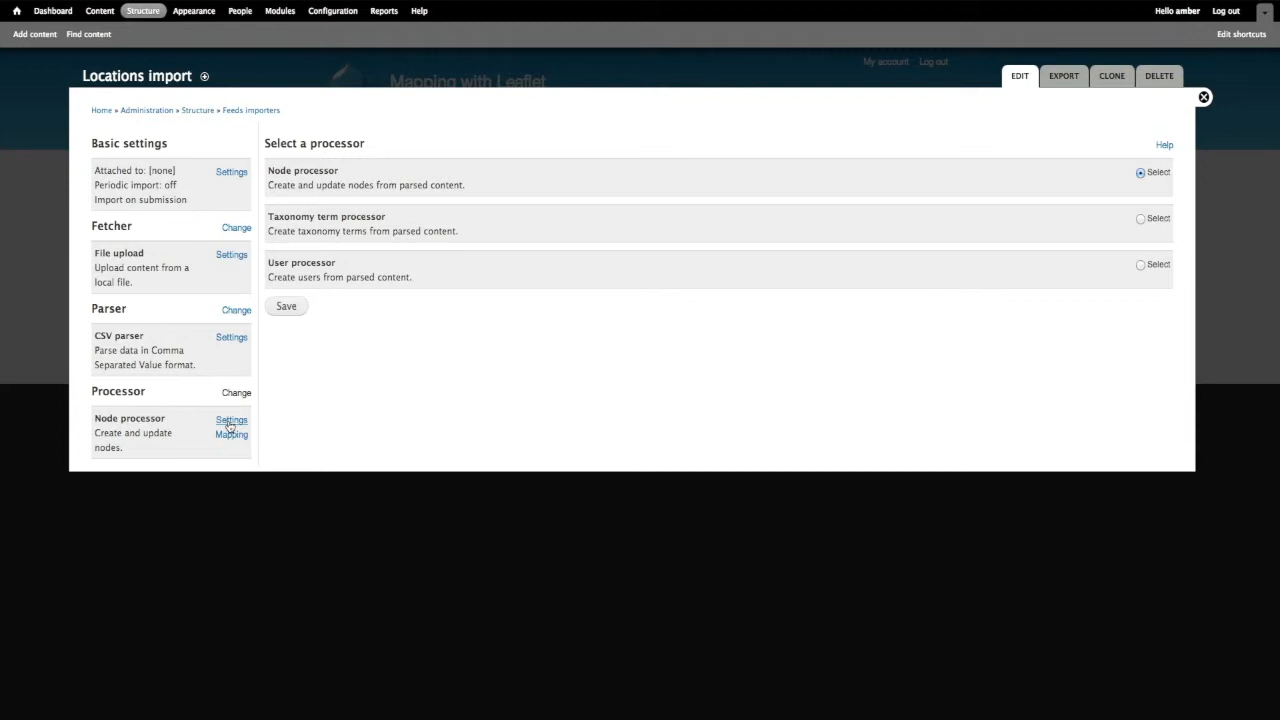 Dashboard Content Structure Appearance People Modules Configuration Reports Help Hello amber Log out
Add content Find content Edit shortcuts
My account Log out
Mapping with Leaflet
Locations import
EDIT EXPORT CLONE DELETE
Home » Administration » Structure » Feeds importers
Basic settings
Attached to: [none] Settings
Periodic import: off
Import on submission
Fetcher Change
File upload Settings
Upload content from a
local file.
Parser Change
CSV parser Settings
Parse data in Comma
Separated Value format.
Processor Change
Node processor Settings
Create and update Mapping
nodes.
Select a processor Help
Node processor Select
Create and update nodes from parsed content.
Taxonomy term processor Select
Create taxonomy terms from parsed content.
User processor Select
Create users from parsed content.
Save